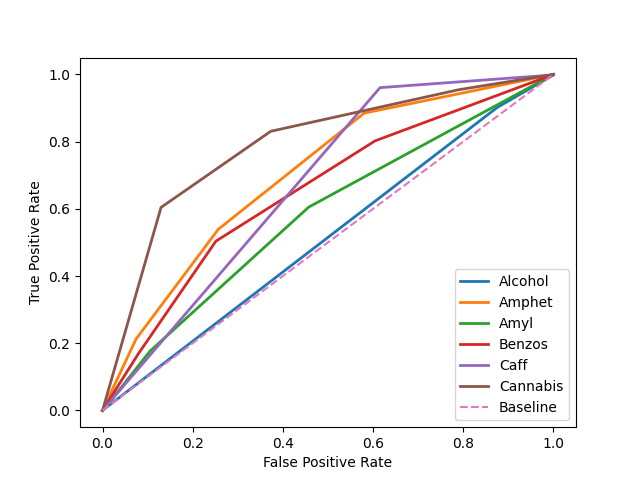 1.0
0.8
0.6
0.4
0.2
0.0
True Positive Rate
Alcohol
Amphet
Amyl
Benzos
Caff
Cannabis
Baseline
0.0 0.2 0.4 0.6 0.8 1.0
False Positive Rate